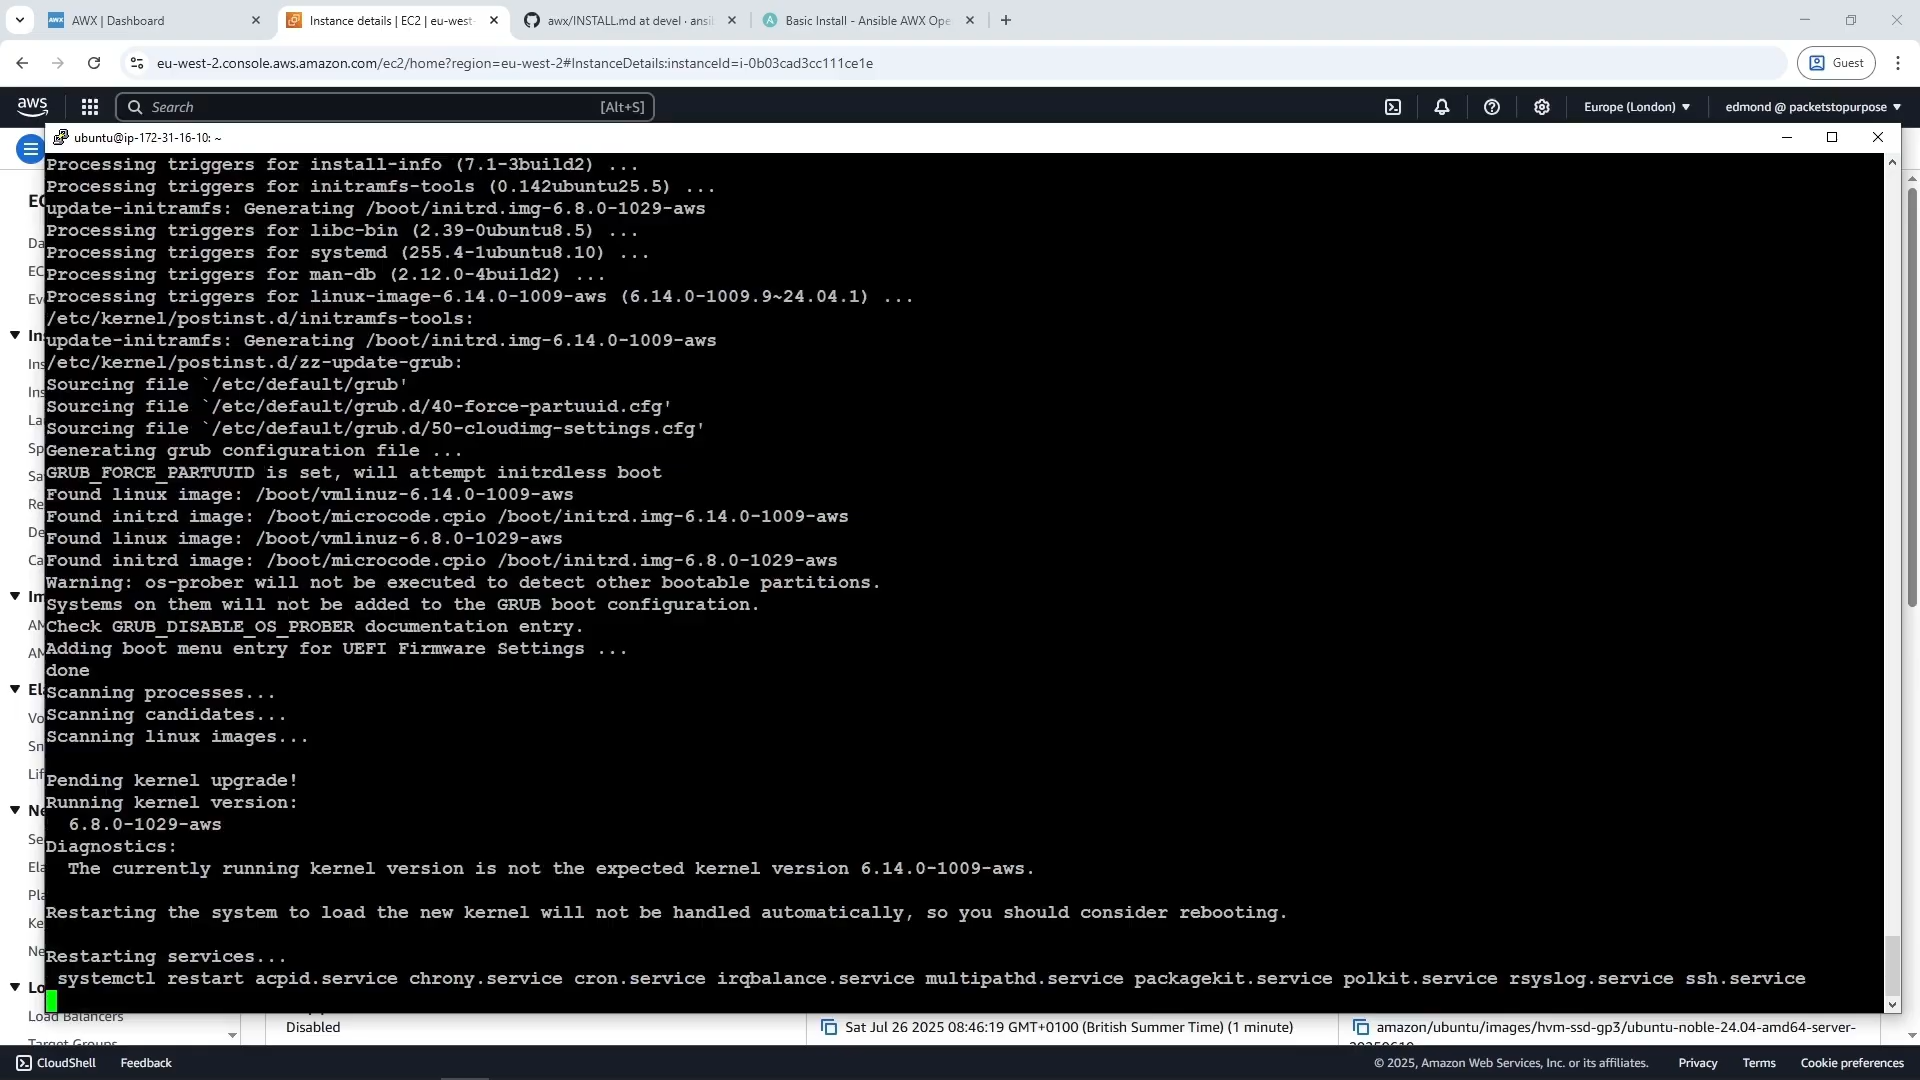 AWX | Dashboard
Instance details | EC2 | eu-west-
awx/INSTALL.md at devel · ansi
Basic Install - Ansible AWX Ope
eu-west-2.console.aws.amazon.com/ec2/home?region=eu-west-2#InstanceDetails:instanceId=i-0b03cad3cc111ce1e
Guest
aws
Search
[Alt+S]
Europe (London)
edmond @ packetstopurpose
ubuntu@ip-172-31-16-10: ~
Processing triggers for install-info (7.1-3build2) ...
Processing triggers for initramfs-tools (0.142ubuntu25.5) ...
update-initramfs: Generating /boot/initrd.img-6.8.0-1029-aws
Processing triggers for libc-bin (2.39-0ubuntu8.5) ...
Processing triggers for systemd (255.4-1ubuntu8.10) ...
Processing triggers for man-db (2.12.0-4build2) ...
Processing triggers for linux-image-6.14.0-1009-aws (6.14.0-1009.9~24.04.1) ...
/etc/kernel/postinst.d/initramfs-tools:
update-initramfs: Generating /boot/initrd.img-6.14.0-1009-aws
/etc/kernel/postinst.d/zz-update-grub:
Sourcing file `/etc/default/grub'
Sourcing file `/etc/default/grub.d/40-force-partuuid.cfg'
Sourcing file `/etc/default/grub.d/50-cloudimg-settings.cfg'
Generating grub configuration file ...
GRUB_FORCE_PARTUUID is set, will attempt initrdless boot
Found linux image: /boot/vmlinuz-6.14.0-1009-aws
Found initrd image: /boot/microcode.cpio /boot/initrd.img-6.14.0-1009-aws
Found linux image: /boot/vmlinuz-6.8.0-1029-aws
Found initrd image: /boot/microcode.cpio /boot/initrd.img-6.8.0-1029-aws
Warning: os-prober will not be executed to detect other bootable partitions.
Systems on them will not be added to the GRUB boot configuration.
Check GRUB_DISABLE_OS_PROBER documentation entry.
Adding boot menu entry for UEFI Firmware Settings ...
done
Scanning processes...
Scanning candidates...
Scanning linux images...
Pending kernel upgrade!
Running kernel version:
6.8.0-1029-aws
Diagnostics:
The currently running kernel version is not the expected kernel version 6.14.0-1009-aws.
Restarting the system to load the new kernel will not be handled automatically, so you should consider rebooting.
Restarting services...
systemctl restart acpid.service chrony.service cron.service irqbalance.service multipathd.service packagekit.service polkit.service rsyslog.service ssh.service
Load Balancers
Disabled
Sat Jul 26 2025 08:46:19 GMT+0100 (British Summer Time) (1 minute)
amazon/ubuntu/images/hvm-ssd-gp3/ubuntu-noble-24.04-amd64-server-
CloudShell
Feedback
© 2025, Amazon Web Services, Inc. or its affiliates.
Privacy
Terms
Cookie preferences